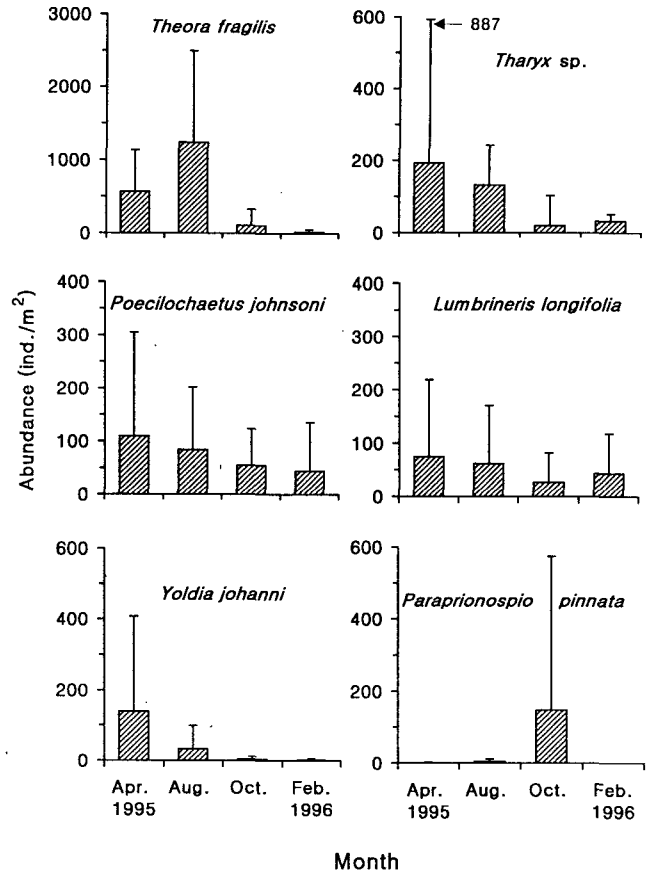 Abundance (ind./m²)
Theora fragilis
3000
2000
1000
0
Tharyx sp.
887
600
400
200
0
Poecilochaetus johnsoni
400
300
200
100
0
Lumbrineris longifolia
400
300
200
100
0
Yoldia johanni
600
400
200
0
Apr. Aug. Oct. Feb.
1995 1996
Paraprionospio pinnata
600
400
200
0
Apr. Aug. Oct. Feb.
1995 1996
Month